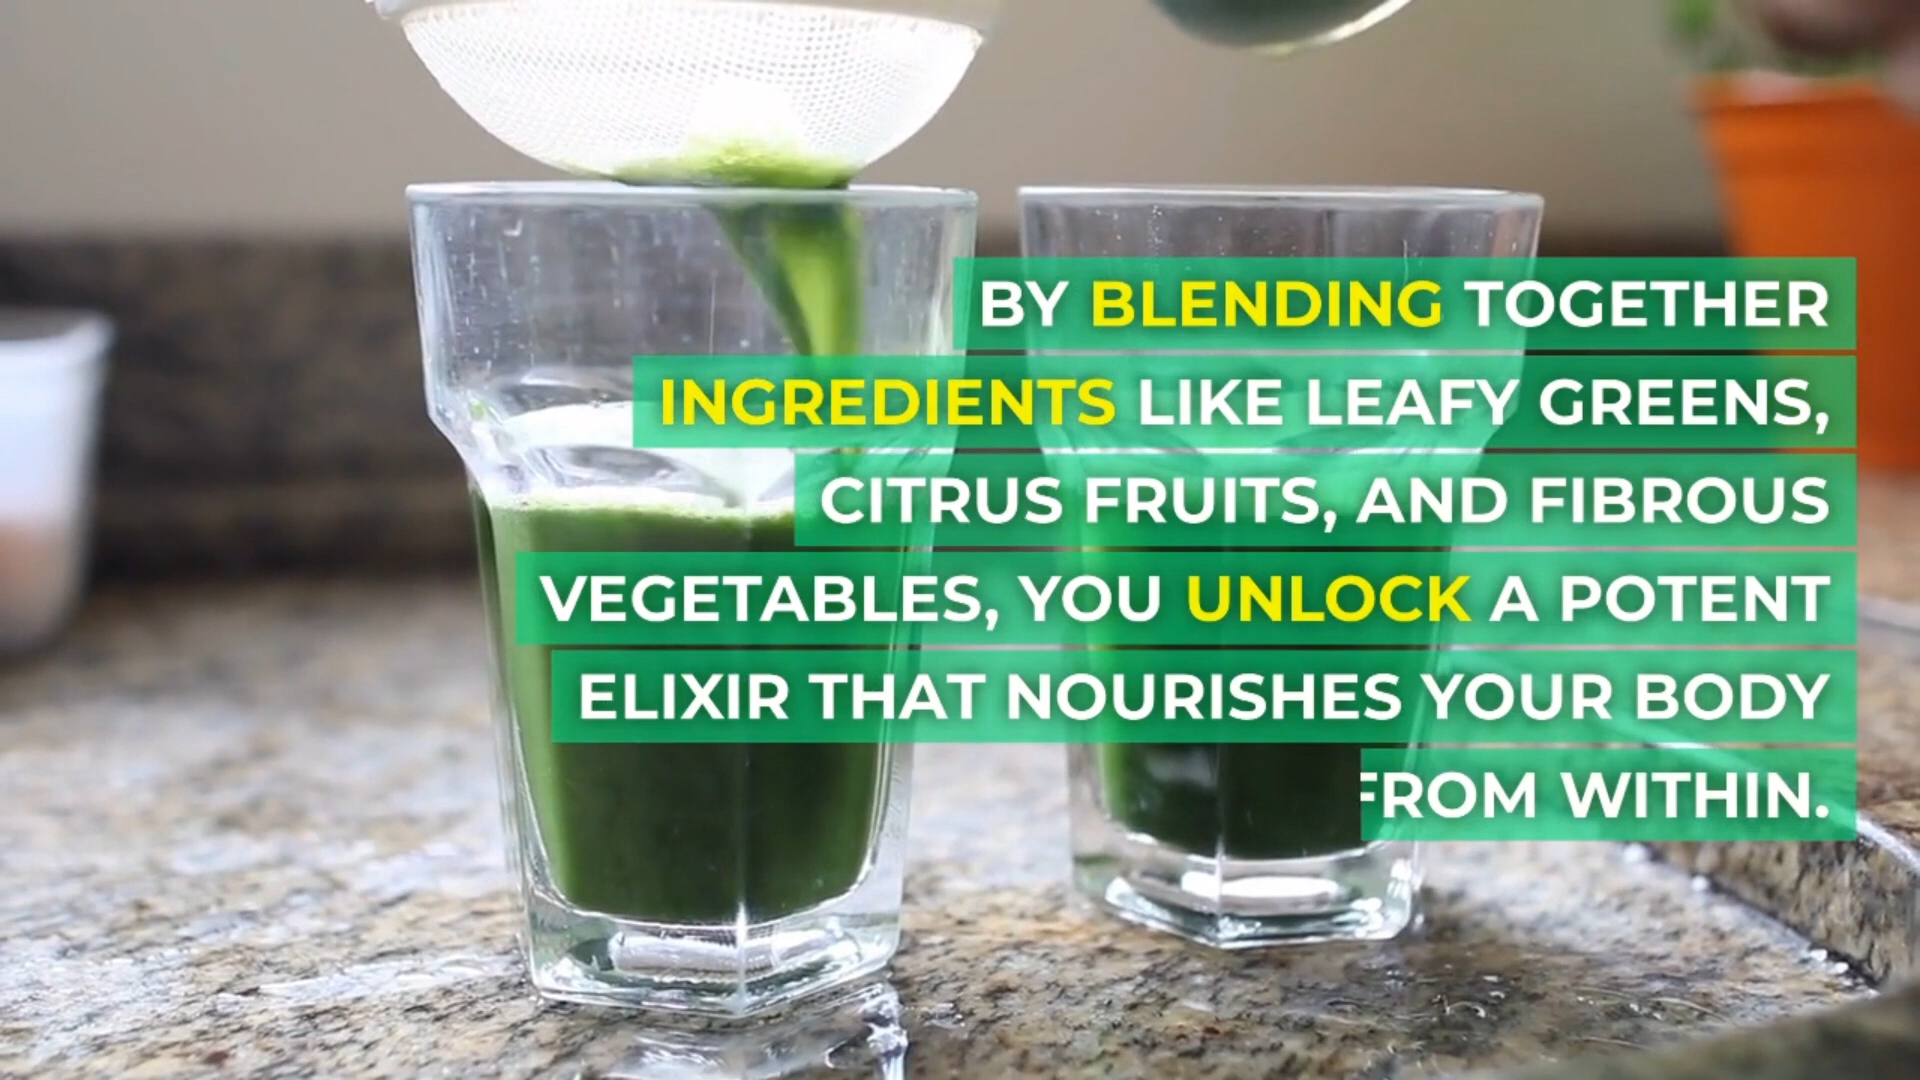 BY BLENDING TOGETHER
INGREDIENTS LIKE LEAFY GREENS,
CITRUS FRUITS, AND FIBROUS
VEGETABLES, YOU UNLOCK A POTENT
ELIXIR THAT NOURISHES YOUR BODY
FROM WITHIN.